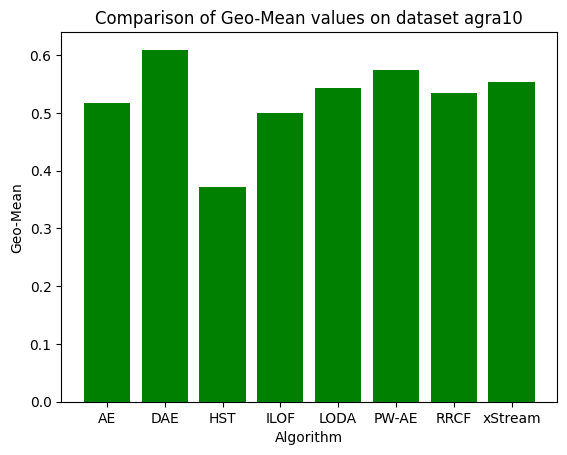 Comparison of Geo-Mean values on dataset agra10
Geo-Mean
0.6
0.5
0.4
0.3
0.2
0.1
0.0
AE DAE HST ILOF LODA PW-AE RRCF xStream
Algorithm